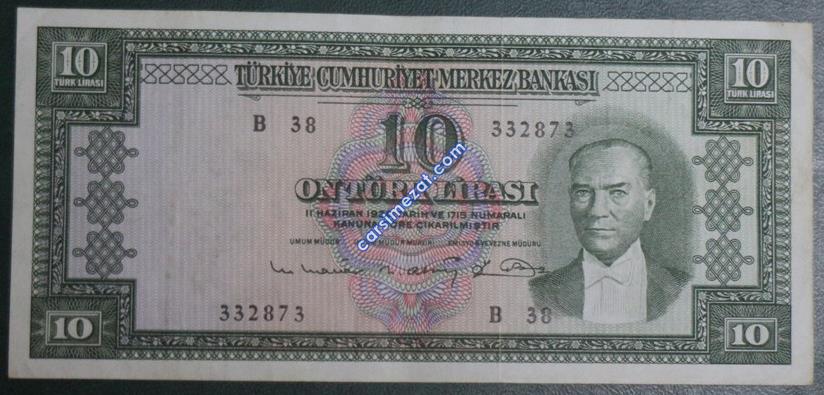 10 10
TÜRK LİRASI TÜRK LİRASI
TÜRKİYE CUMHURİYET MERKEZ BANKASI
B 38 332873
10
ON TÜRK LİRASI
11 HAZİRAN TARİH VE 1715 NUMARALI
KANUNA GÖRE ÇIKARILMIŞTIR
UMUM MÜDÜR MÜDÜR MUAVİNİ VEZNE MÜDÜRÜ
332873 B 38
10 10
carsimezat.com